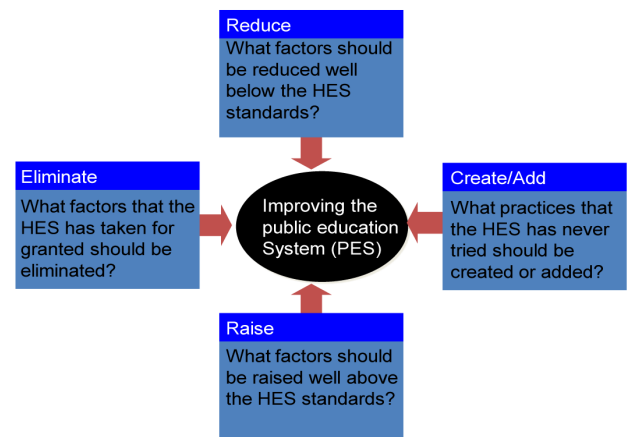 Reduce
What factors should
be reduced well
below the HES
standards?
Eliminate
What factors that the
HES has taken for
granted should be
eliminated?
Improving the
public education
System (PES)
Create/Add
What practices that
the HES has never
tried should be
created or added?
Raise
What factors should
be raised well above
the HES standards?